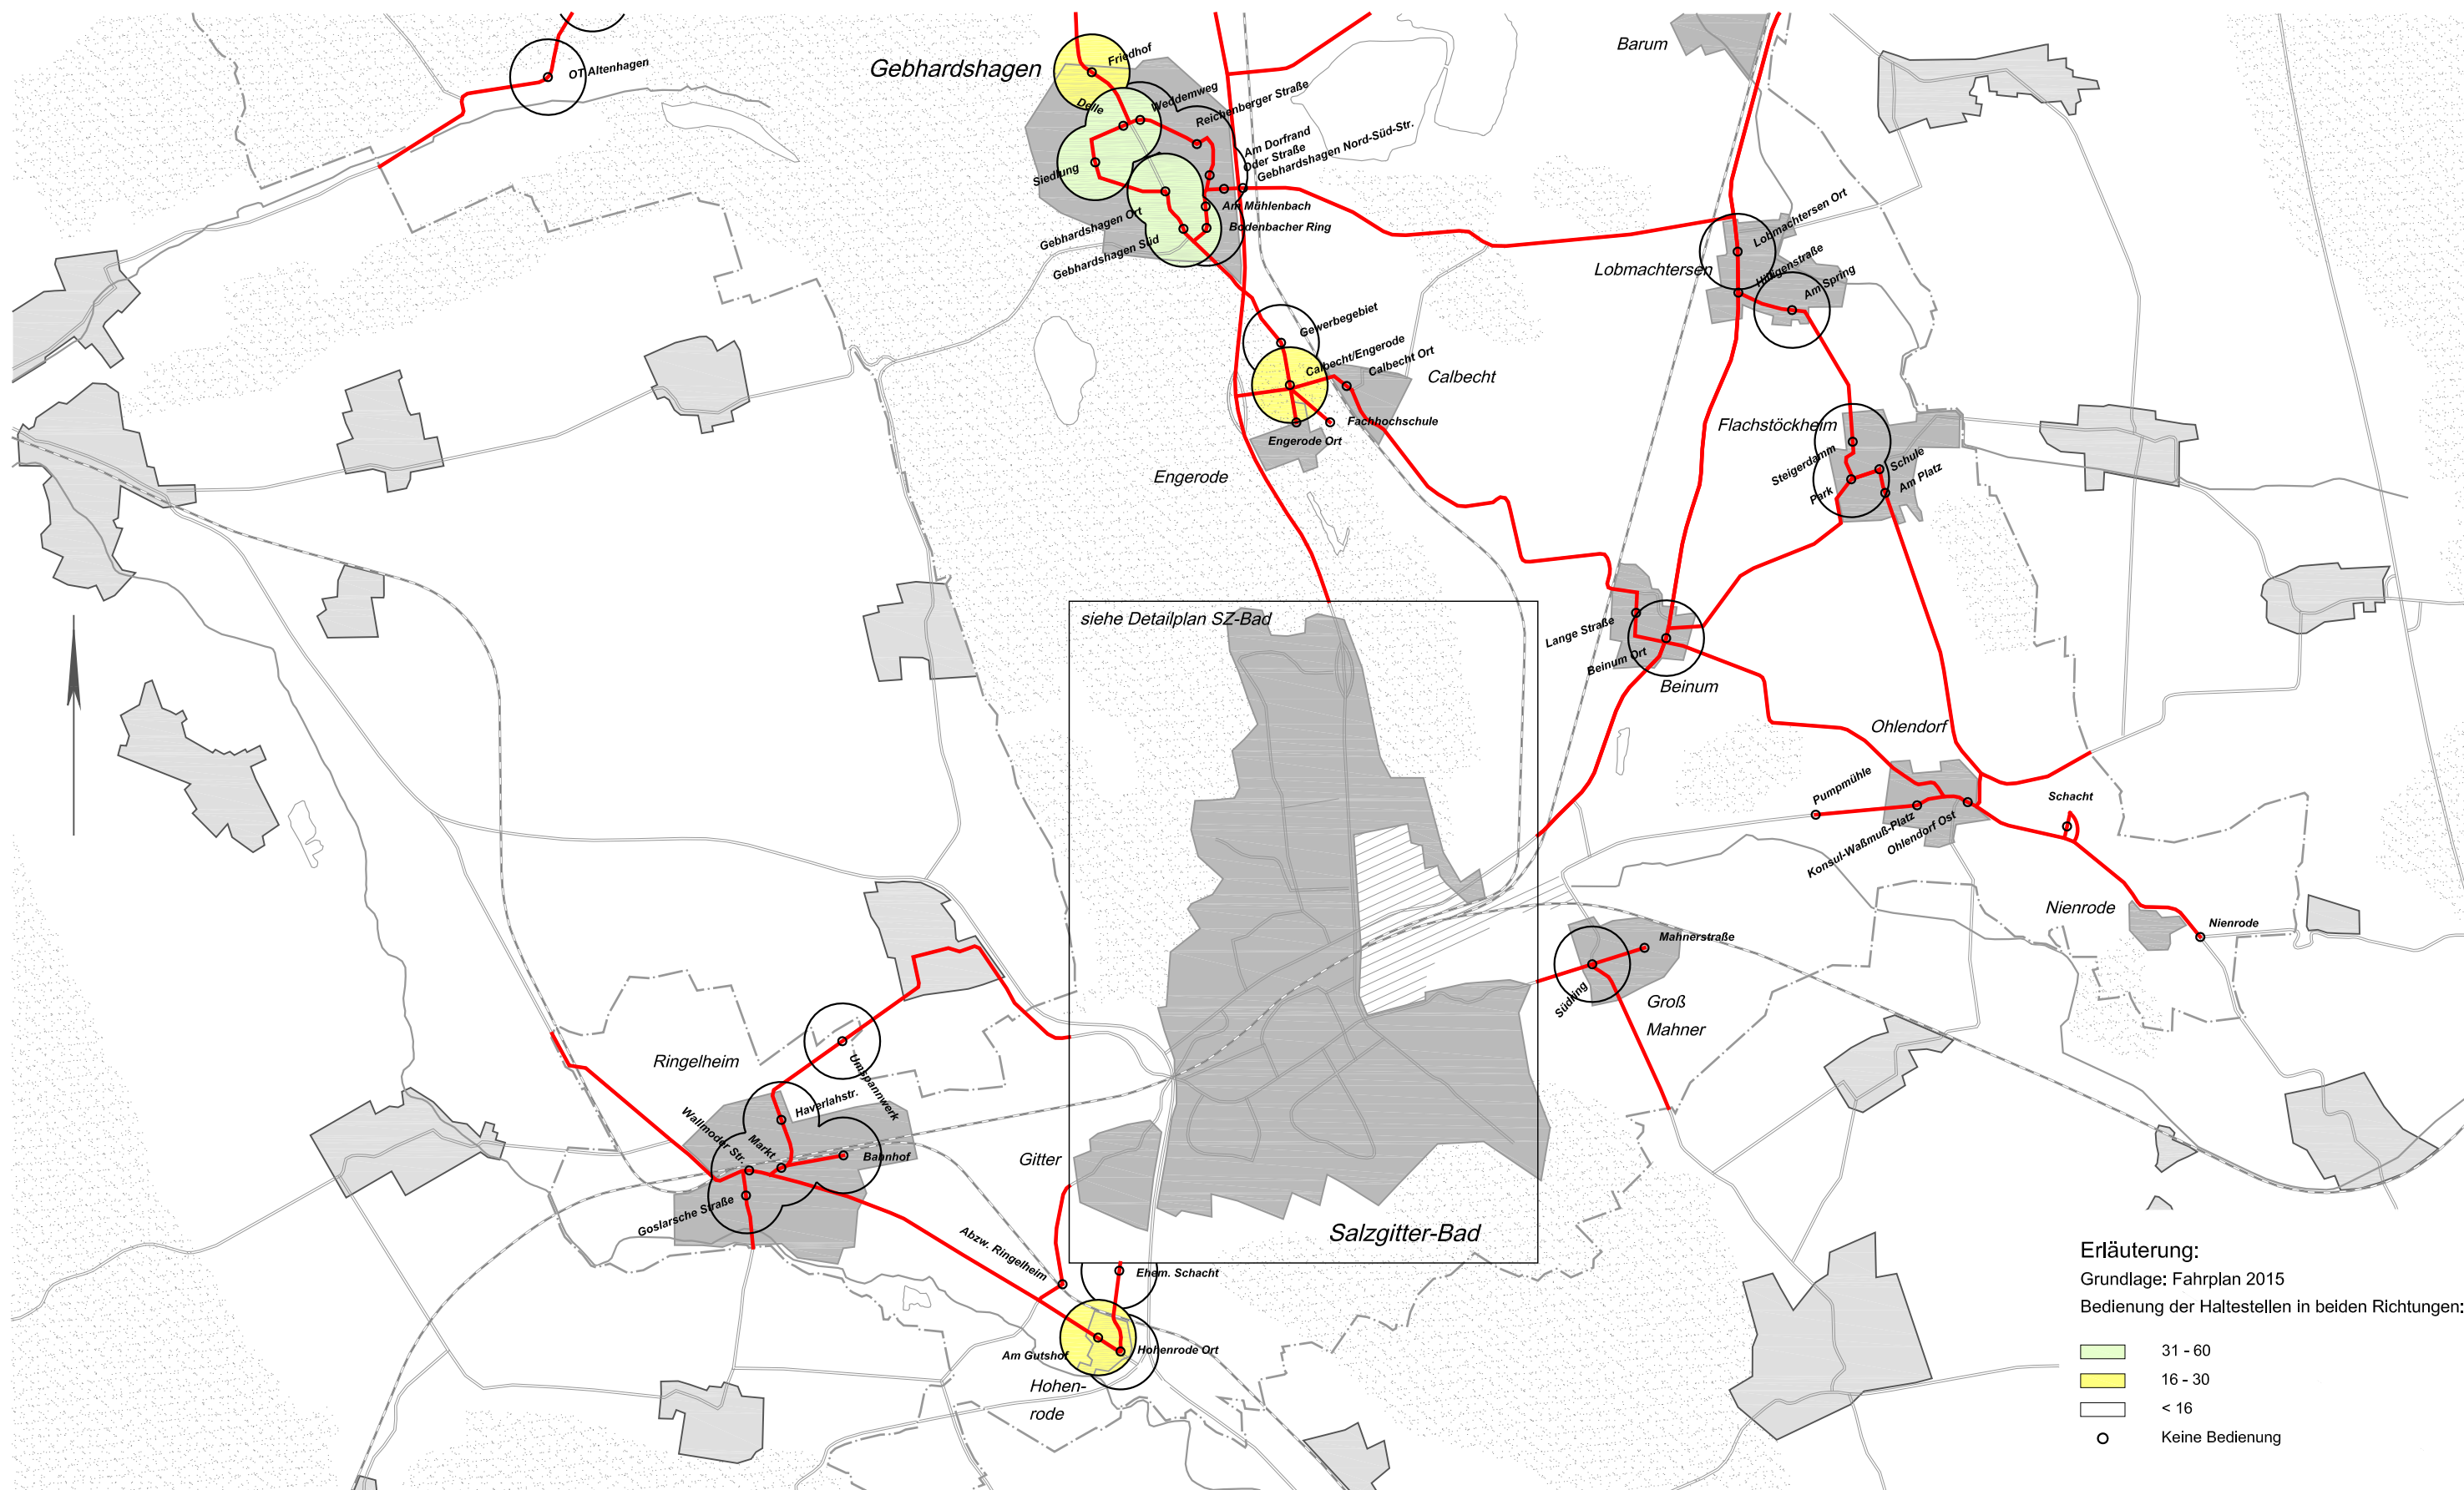 Barum
OT Altenhagen
Gebhardshagen
Friedhof
Delle
Weddemweg
Reichenberger Straße
Am Dorfrand
Oder Straße
Gebhardshagen Nord-Süd-Str.
Siedlung
Am Mühlenbach
Gebhardshagen Ort
Bodenbacher Ring
Gebhardshagen Süd
Lobmachtersen Ort
Lobmachtersen
Hilligenstraße
Am Spring
Gewerbegebiet
Calbecht/Engerode
Calbecht Ort
Calbecht
Fachhochschule
Engerode Ort
Engerode
Flachstöckheim
Steigerdamm
Schule
Park
Am Platz
siehe Detailplan SZ-Bad
Lange Straße
Beinum Ort
Beinum
Ohlendorf
Pumpmühle
Schacht
Konsul-Waßmuß-Platz
Ohlendorf Ost
Nienrode
Nienrode
Mahnerstraße
Südring
Groß
Mahner
Ringelheim
Umspannwerk
Haverlahstr.
Wallmoder Str.
Markt
Bahnhof
Goslarsche Straße
Gitter
Abzw. Ringelheim
Salzgitter-Bad
Ehem. Schacht
Am Gutshof
Hohenrode Ort
Hohen-
rode
Erläuterung:
Grundlage: Fahrplan 2015
Bedienung der Haltestellen in beiden Richtungen:
31 - 60
16 - 30
< 16
Keine Bedienung